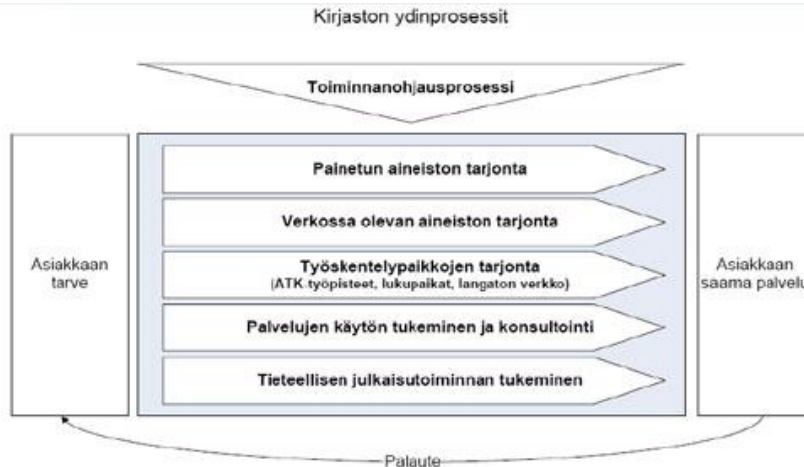 Kirjaston ydinprosessit
Toiminnanohjausprosessi
Asiakkaan
tarve
Painetun aineiston tarjonta
Verkossa olevan aineiston tarjonta
Työskentelypaikkojen tarjonta
(ATK-työpisteet, lukupaikat, langaton verkko)
Palvelujen käytön tukeminen ja konsultointi
Tieteellisen julkaisutoiminnan tukeminen
Asiakkaan
saama palvelu
Palaute